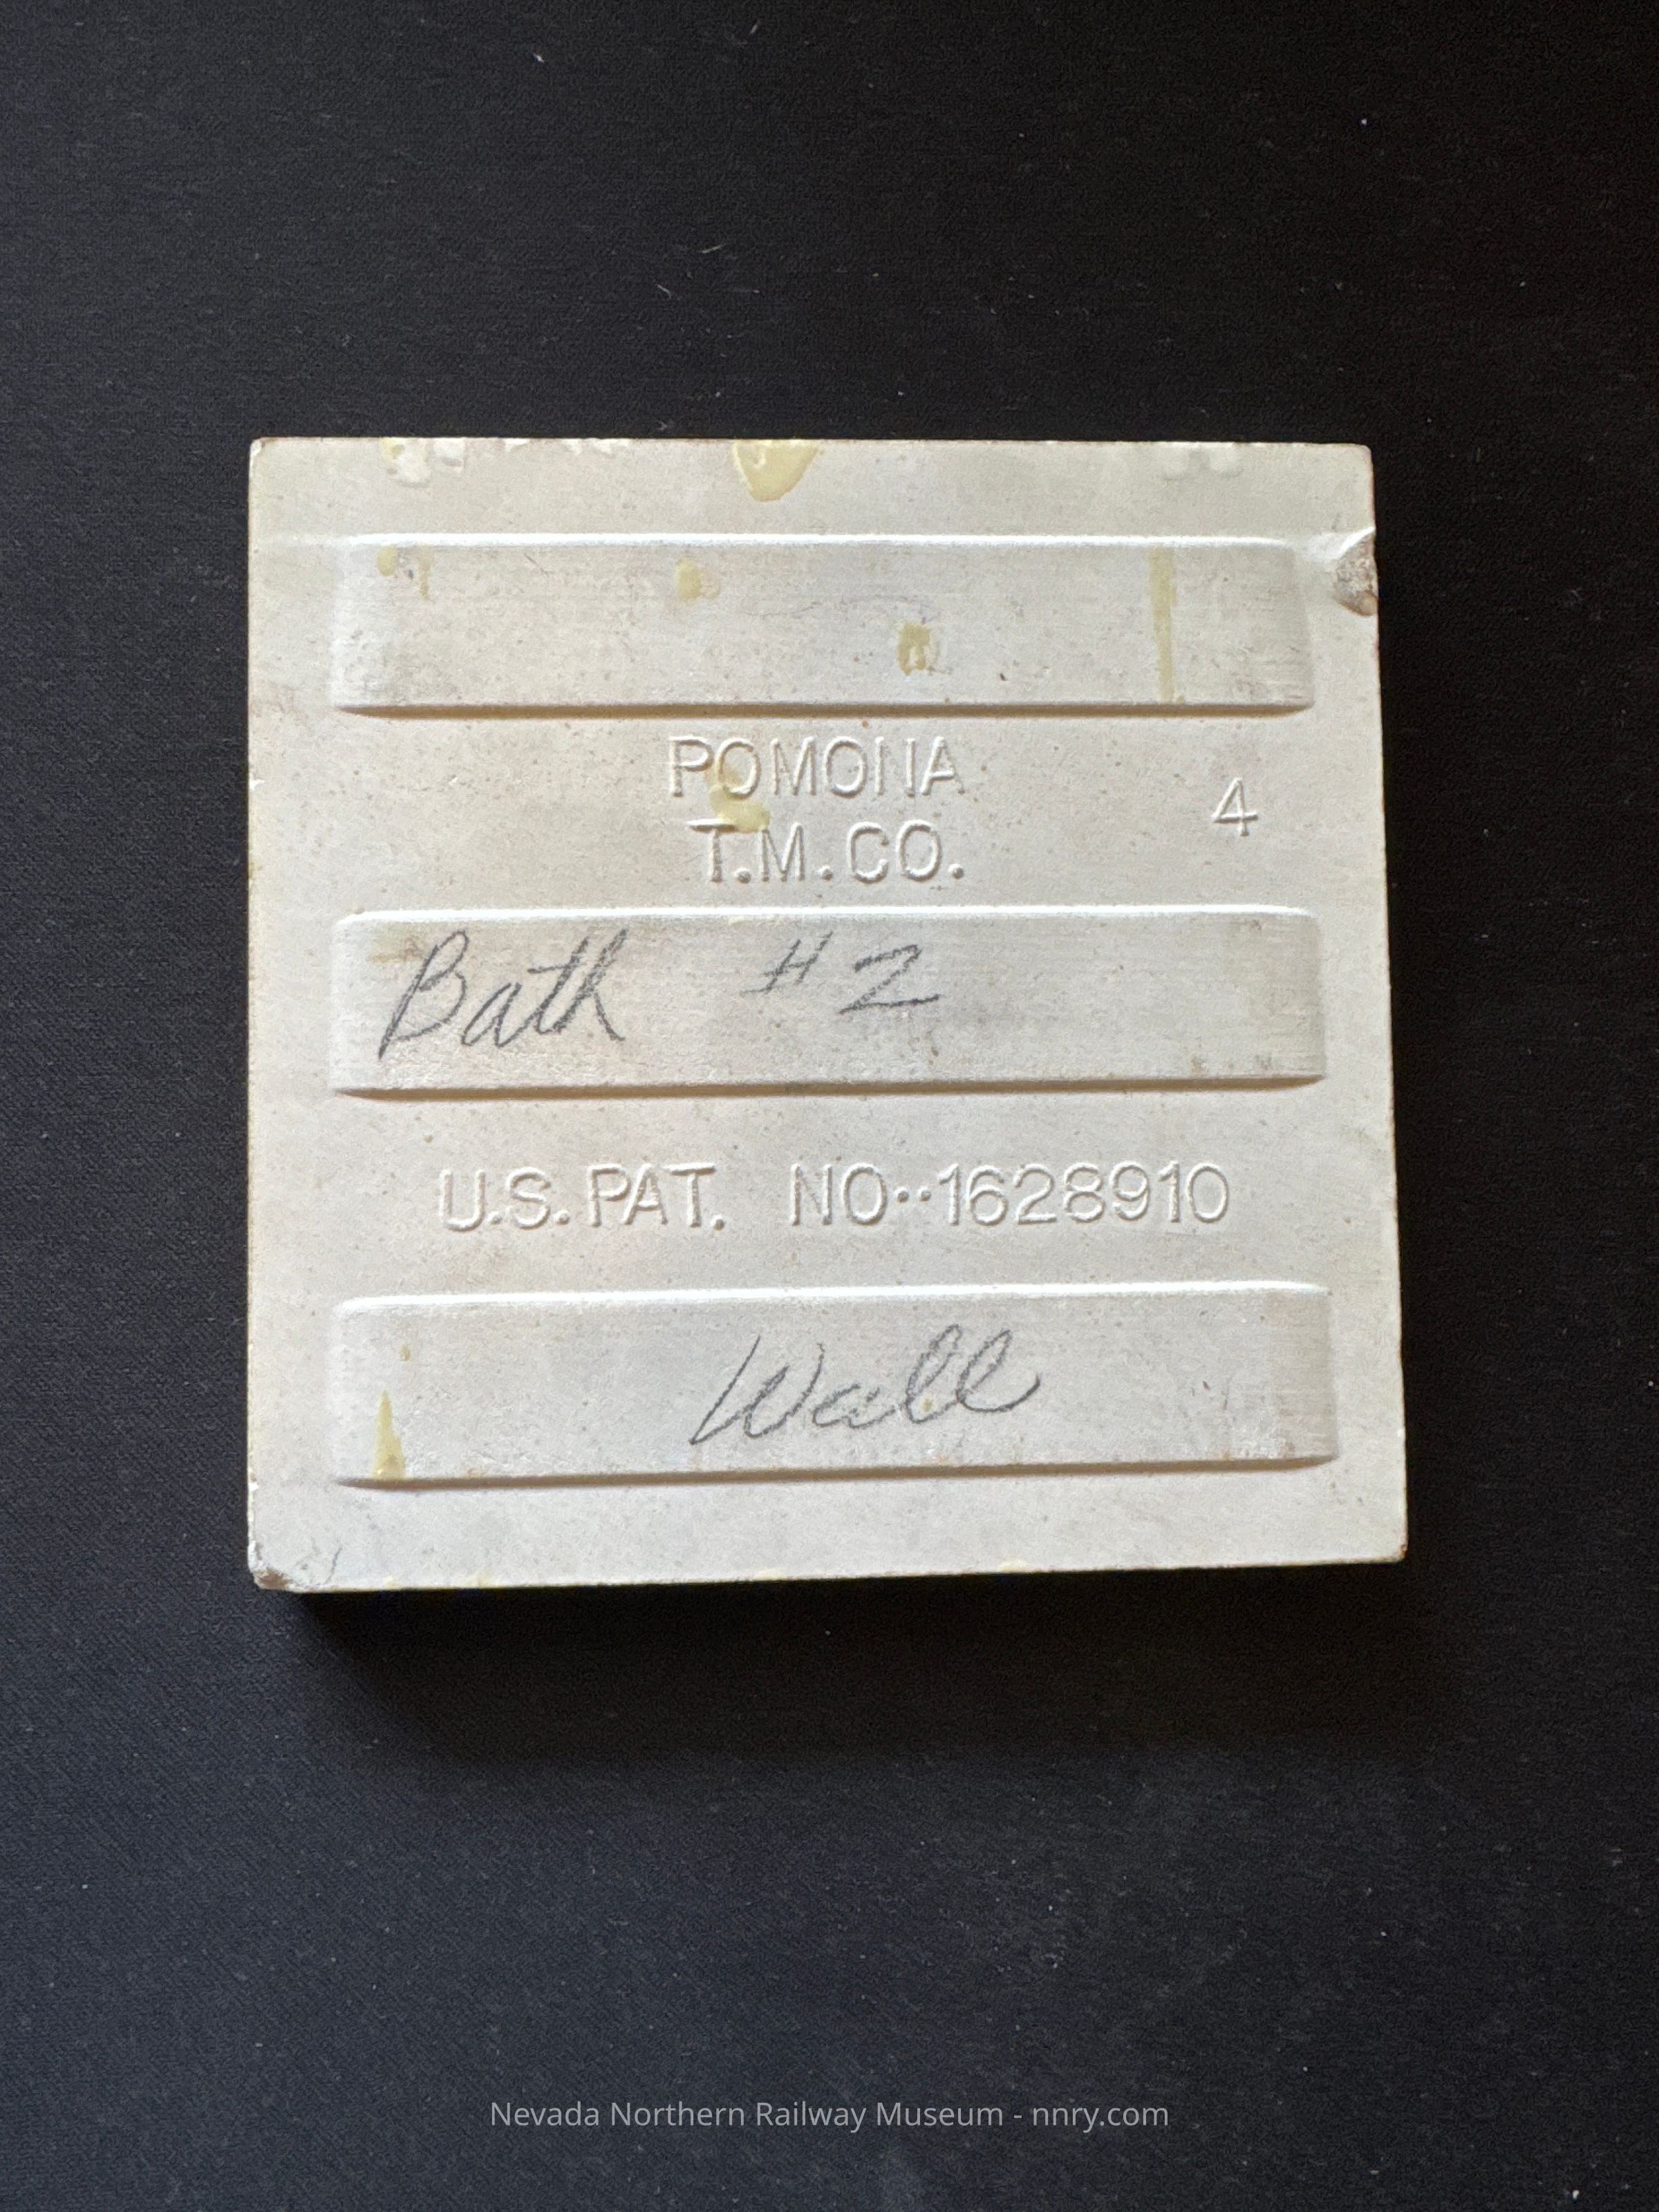 POMONA
T.M.CO.
4
Bath #2
U.S. PAT. NO··1628910
Wall
Nevada Northern Railway Museum - nnry.com